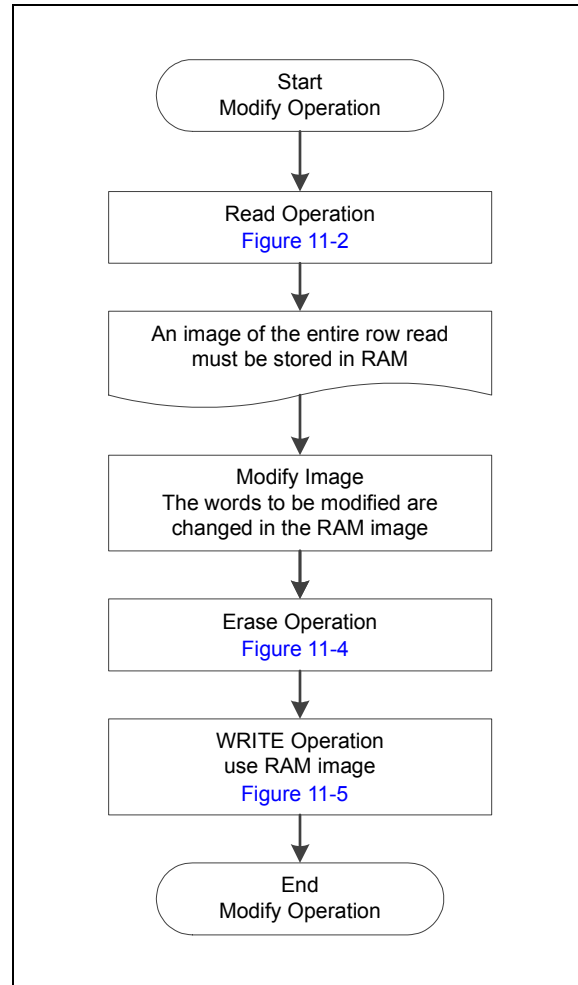 Start
Modify Operation
Read Operation
Figure 11-2
An image of the entire row read
must be stored in RAM
Modify Image
The words to be modified are
changed in the RAM image
Erase Operation
Figure 11-4
WRITE Operation
use RAM image
Figure 11-5
End
Modify Operation